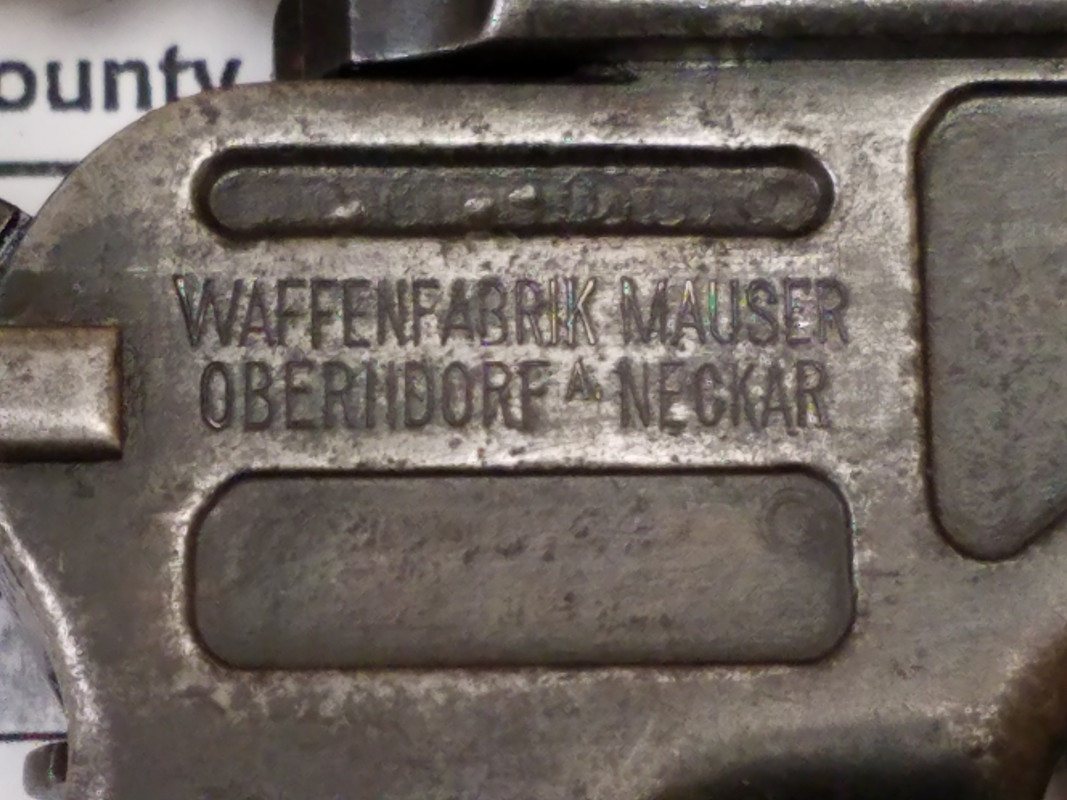 ounty
WAFFENFABRIK MAUSER
OBERNDORF A. NECKAR